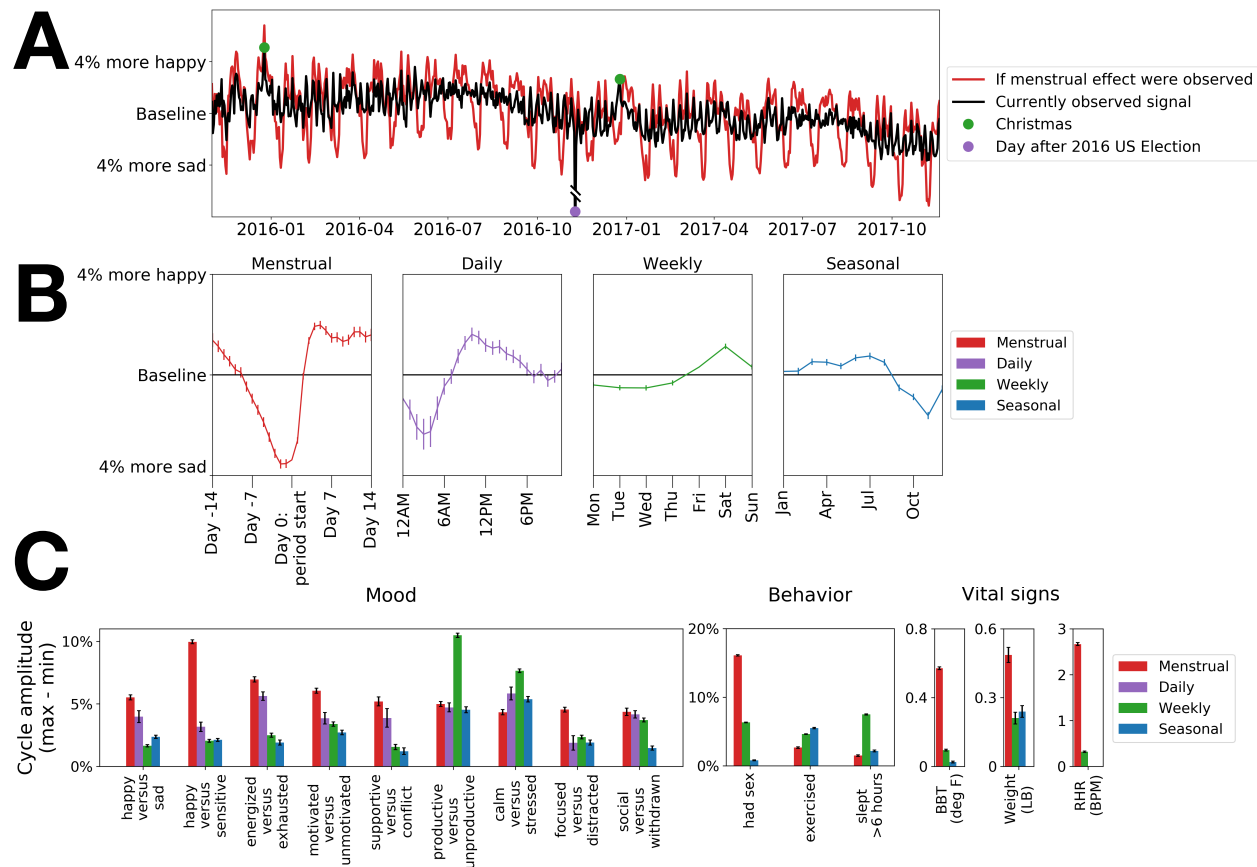 A
4% more happy
Baseline
4% more sad
2016-01 2016-04 2016-07 2016-10 2017-01 2017-04 2017-07 2017-10
If menstrual effect were observed
Currently observed signal
Christmas
Day after 2016 US Election
B
4% more happy
Baseline
4% more sad
Menstrual Daily Weekly Seasonal
Day -14
Day -7
Day 0:
period start
Day 7
Day 14
12AM
6AM
12PM
6PM
Mon
Tue
Wed
Thu
Fri
Sat
Sun
Jan
Apr
Jul
Oct
Menstrual
Daily
Weekly
Seasonal
C
Mood
Cycle amplitude
(max - min)
10%
5%
0%
happy
versus
sad
happy
versus
sensitive
energized
versus
exhausted
motivated
versus
unmotivated
supportive
versus
conflict
productive
versus
unproductive
calm
versus
stressed
focused
versus
distracted
social
versus
withdrawn
Behavior
20%
10%
0%
had sex
exercised
slept
>6 hours
Vital signs
0.8
0.4
0
BBT
(deg F)
0.6
0.3
0
Weight
(LB)
3
2
1
0
RHR
(BPM)
Menstrual
Daily
Weekly
Seasonal